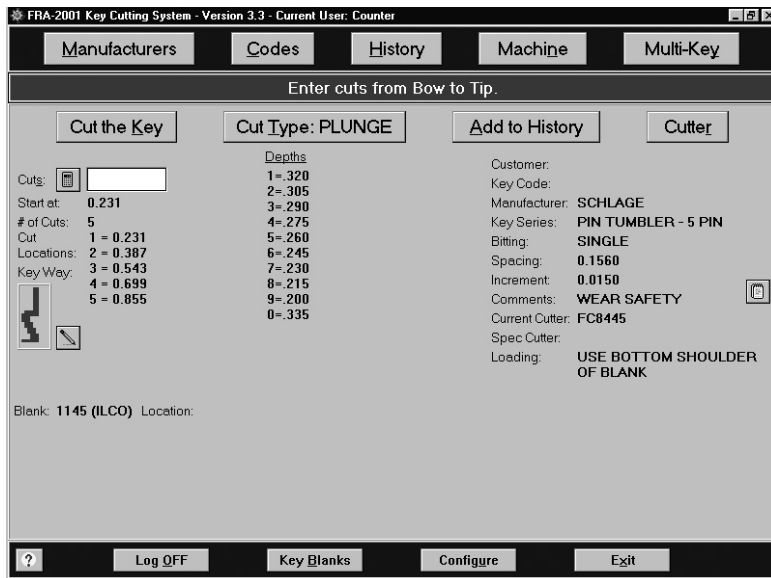 FRA-2001 Key Cutting System - Version 3.3 - Current User: Counter
Manufacturers Codes History Machine Multi-Key
Enter cuts from Bow to Tip.
Cut the Key Cut Type: PLUNGE Add to History Cutter
Cuts:
Start at: 0.231
# of Cuts: 5
Cut 1 = 0.231
Locations: 2 = 0.387
Key Way: 3 = 0.543
4 = 0.699
5 = 0.855
Depths
1=.320
2=.305
3=.290
4=.275
5=.260
6=.245
7=.230
8=.215
9=.200
0=.335
Customer:
Key Code:
Manufacturer: SCHLAGE
Key Series: PIN TUMBLER - 5 PIN
Bitting: SINGLE
Spacing: 0.1560
Increment: 0.0150
Comments: WEAR SAFETY
Current Cutter: FC8445
Spec Cutter:
Loading: USE BOTTOM SHOULDER
OF BLANK
Blank: 1145 (ILCO) Location:
? Log OFF Key Blanks Configure Exit